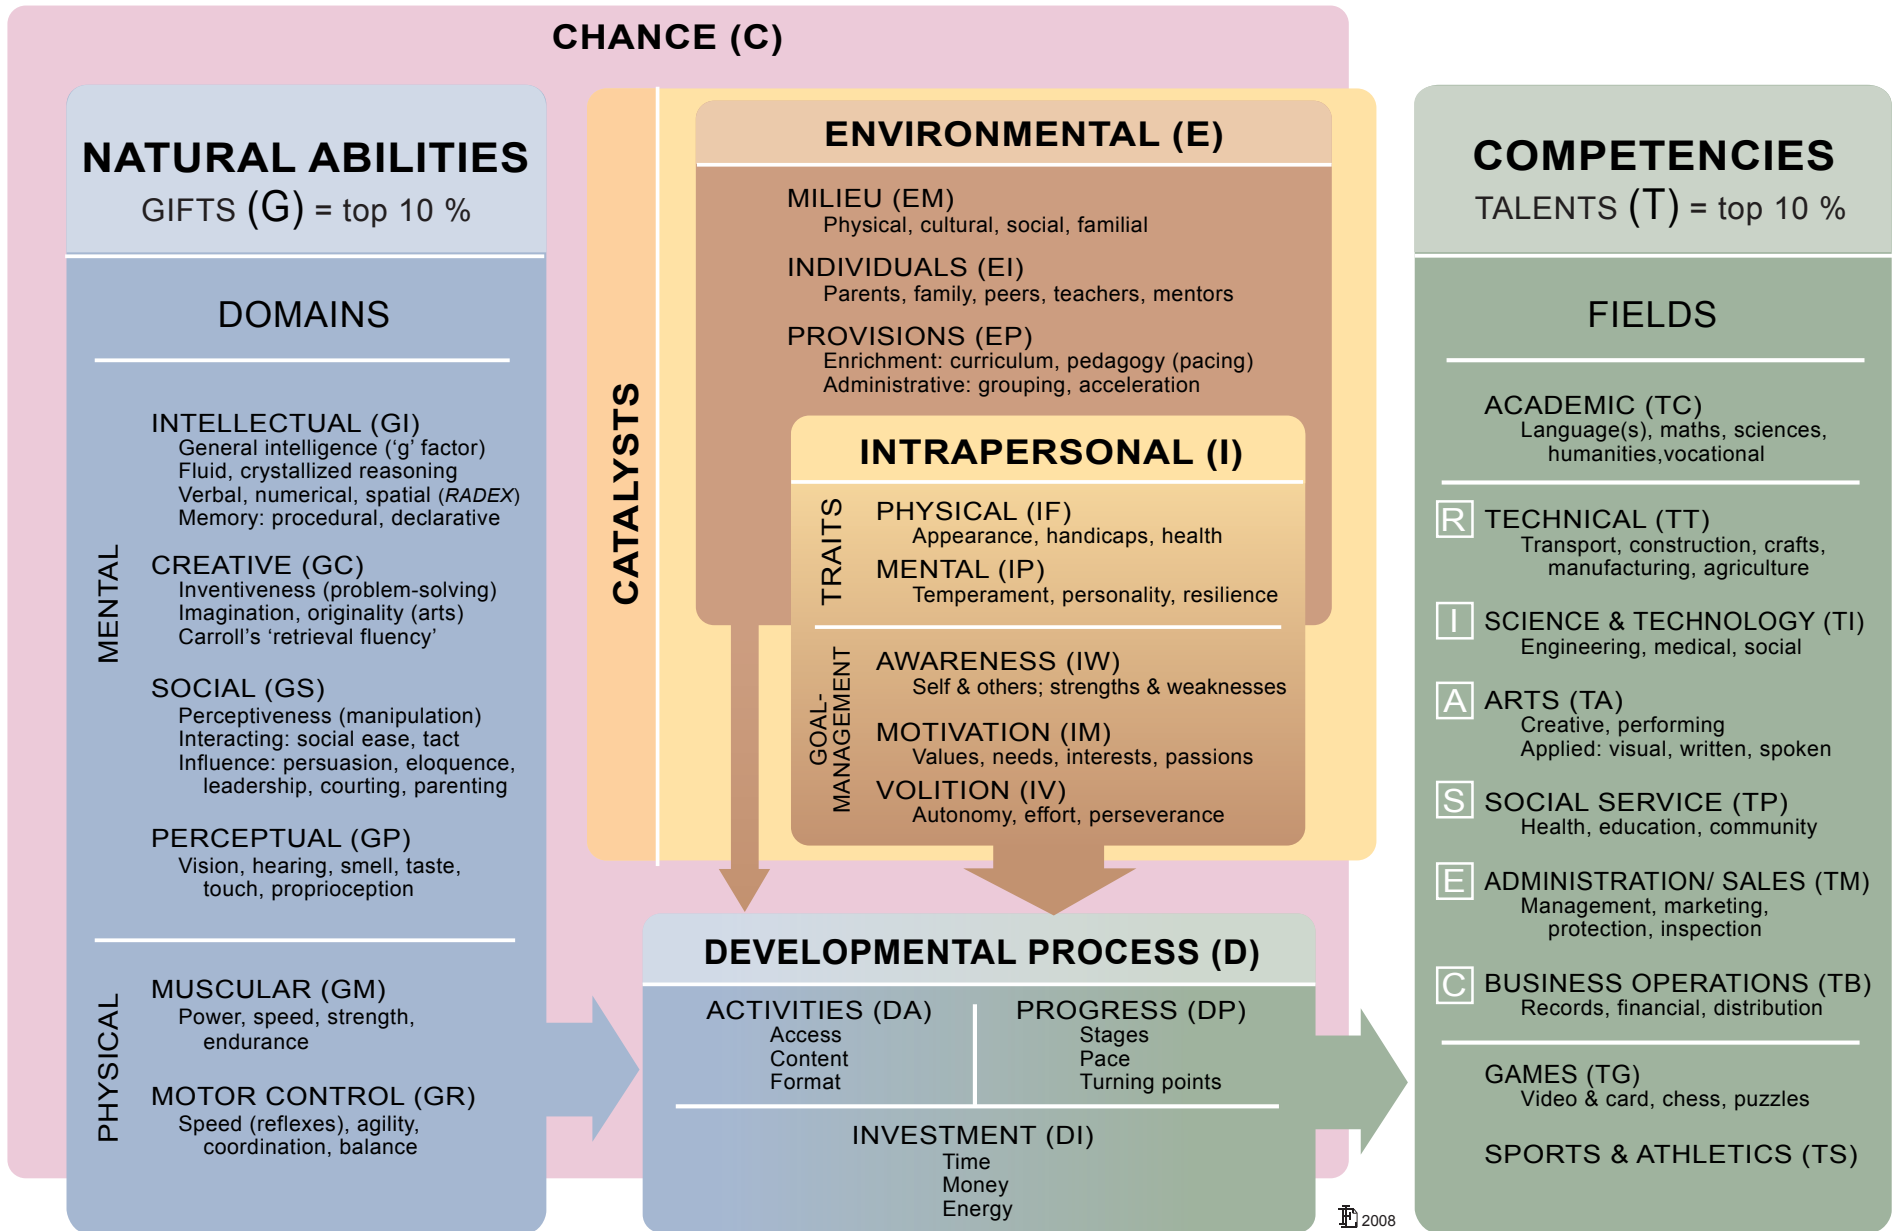 CHANCE (C)
NATURAL ABILITIES
GIFTS (G) = top 10 %
DOMAINS
MENTAL
INTELLECTUAL (GI)
General intelligence (‘g’ factor)
Fluid, crystallized reasoning
Verbal, numerical, spatial (RADEX)
Memory: procedural, declarative
CREATIVE (GC)
Inventiveness (problem-solving)
Imagination, originality (arts)
Carroll’s ‘retrieval fluency’
SOCIAL (GS)
Perceptiveness (manipulation)
Interacting: social ease, tact
Influence: persuasion, eloquence,
leadership, courting, parenting
PERCEPTUAL (GP)
Vision, hearing, smell, taste,
touch, proprioception
PHYSICAL
MUSCULAR (GM)
Power, speed, strength,
endurance
MOTOR CONTROL (GR)
Speed (reflexes), agility,
coordination, balance
CATALYSTS
ENVIRONMENTAL (E)
MILIEU (EM)
Physical, cultural, social, familial
INDIVIDUALS (EI)
Parents, family, peers, teachers, mentors
PROVISIONS (EP)
Enrichment: curriculum, pedagogy (pacing)
Administrative: grouping, acceleration
INTRAPERSONAL (I)
TRAITS
PHYSICAL (IF)
Appearance, handicaps, health
MENTAL (IP)
Temperament, personality, resilience
GOAL-
MANAGEMENT
AWARENESS (IW)
Self & others; strengths & weaknesses
MOTIVATION (IM)
Values, needs, interests, passions
VOLITION (IV)
Autonomy, effort, perseverance
DEVELOPMENTAL PROCESS (D)
ACTIVITIES (DA)
Access
Content
Format
PROGRESS (DP)
Stages
Pace
Turning points
INVESTMENT (DI)
Time
Money
Energy
2008
COMPETENCIES
TALENTS (T) = top 10 %
FIELDS
ACADEMIC (TC)
Language(s), maths, sciences,
humanities,vocational
R TECHNICAL (TT)
Transport, construction, crafts,
manufacturing, agriculture
I SCIENCE & TECHNOLOGY (TI)
Engineering, medical, social
A ARTS (TA)
Creative, performing
Applied: visual, written, spoken
S SOCIAL SERVICE (TP)
Health, education, community
E ADMINISTRATION/ SALES (TM)
Management, marketing,
protection, inspection
C BUSINESS OPERATIONS (TB)
Records, financial, distribution
GAMES (TG)
Video & card, chess, puzzles
SPORTS & ATHLETICS (TS)